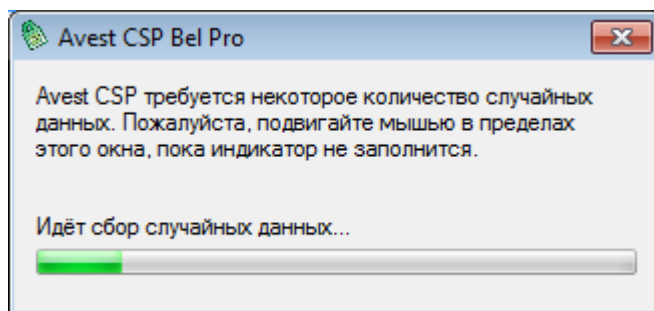 Avest CSP Bel Pro
Avest CSP требуется некоторое количество случайных
данных. Пожалуйста, подвигайте мышью в пределах
этого окна, пока индикатор не заполнится.
Идёт сбор случайных данных...